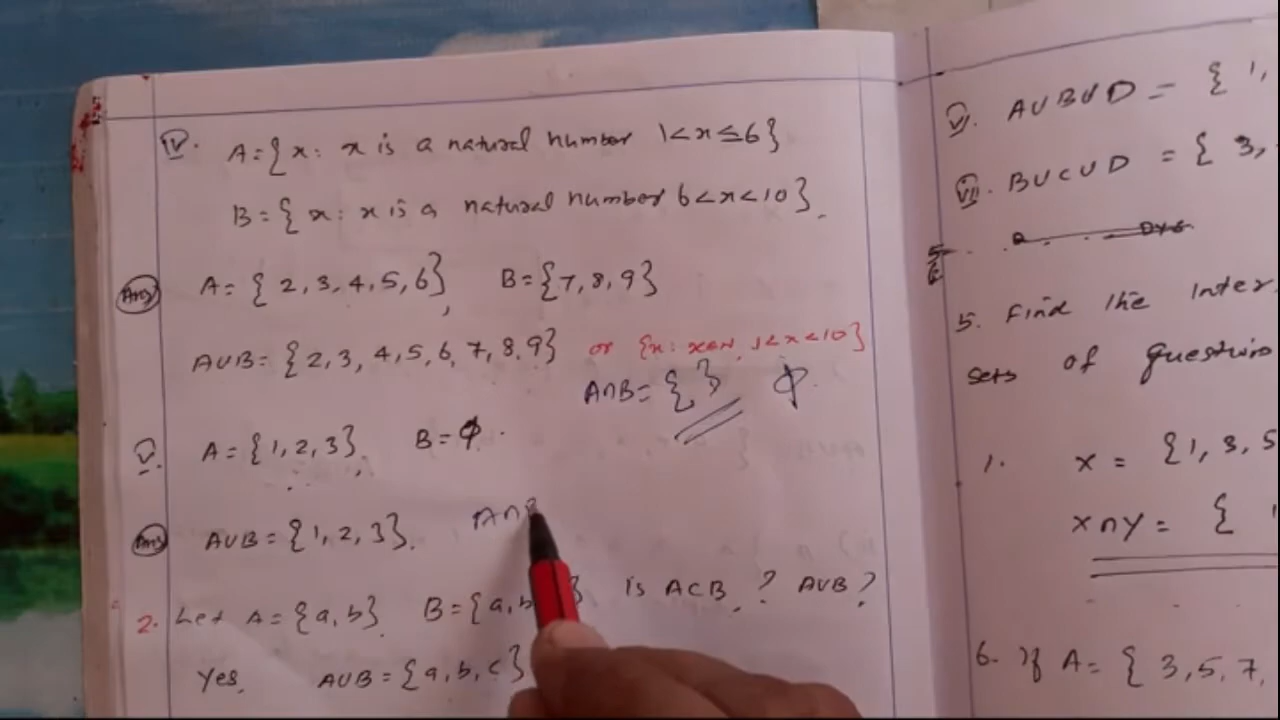 iv. A={x: x is a natural number 1<x≤6}
B={x: x is a natural number 6<x<10}.
Ans A={2,3,4,5,6}, B={7,8,9}
A∪B={2,3,4,5,6,7,8,9} or {x: x∈N, 1<x<10}
A∩B={ } ϕ
v. A={1,2,3}, B=ϕ.
Ans A∪B={1,2,3}. A∩
2. Let A={a,b}. B={a,b } is A⊂B, ? A∪B?
Yes, A∪B={a,b,c}
v. A∪B∪D = { 1,
vii. B∪C∪D = { 3,
5. Find the Inter
sets of question
1. X = {1, 3, 5
X∩Y = {
6. If A= { 3,5,7,